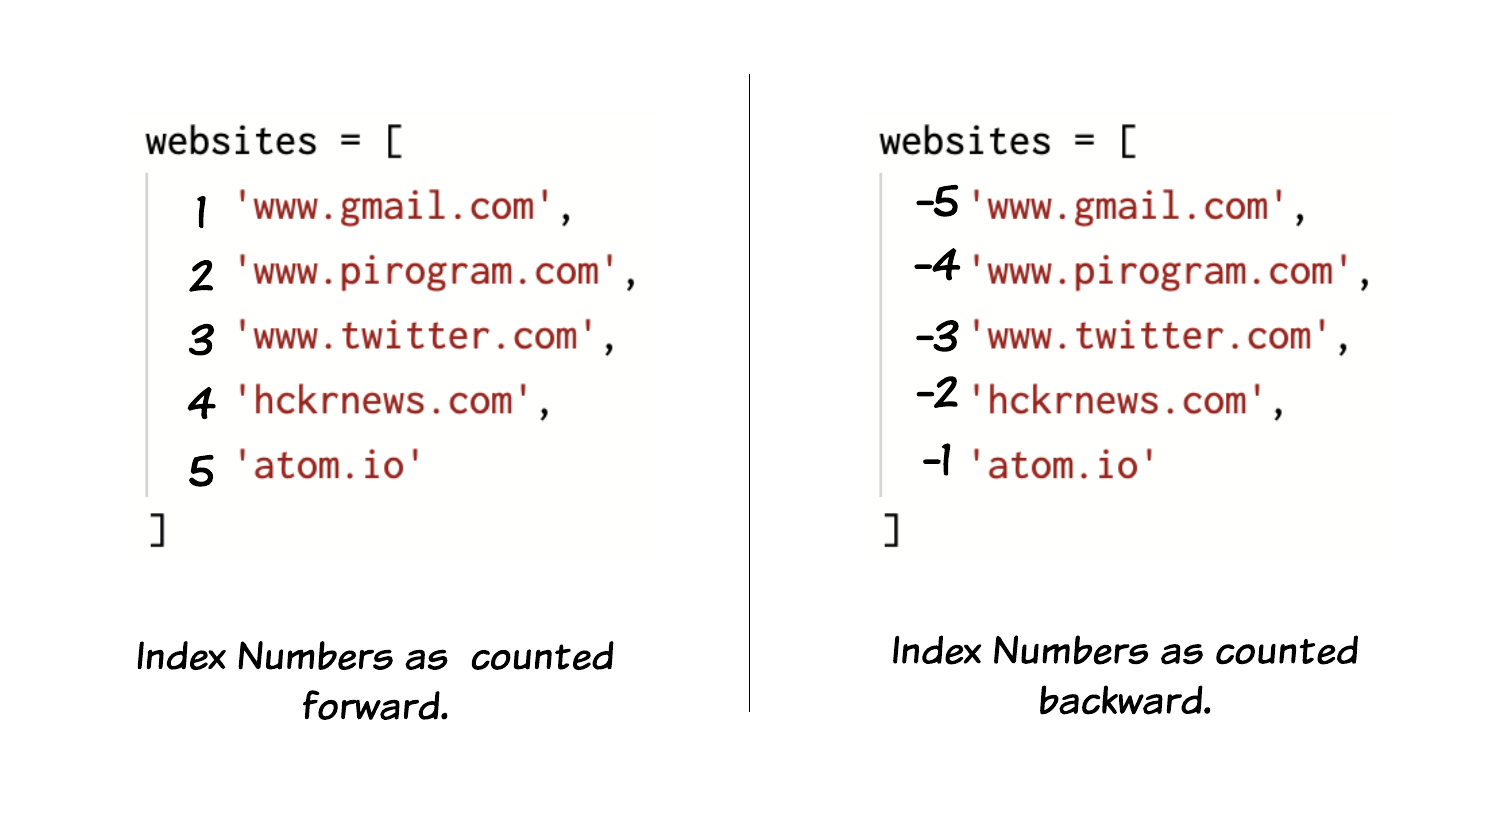 websites = [
1 'www.gmail.com',
2 'www.pirogram.com',
3 'www.twitter.com',
4 'hckrnews.com',
5 'atom.io'
]
Index Numbers as counted
forward.
websites = [
-5 'www.gmail.com',
-4 'www.pirogram.com',
-3 'www.twitter.com',
-2 'hckrnews.com',
-1 'atom.io'
]
Index Numbers as counted
backward.